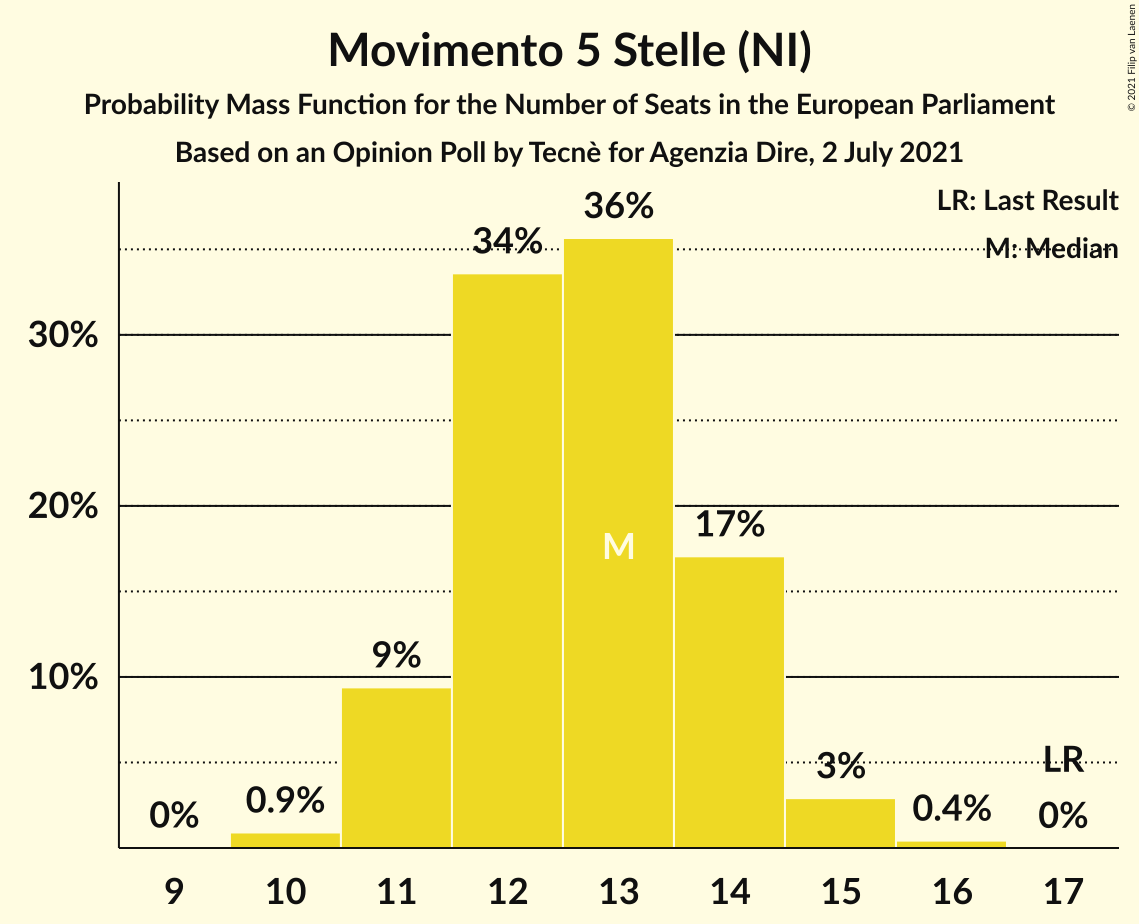 © 2021 Filip van Laenen
Movimento 5 Stelle (NI)
Probability Mass Function for the Number of Seats in the European Parliament
Based on an Opinion Poll by Tecnè for Agenzia Dire, 2 July 2021
LR: Last Result
M: Median
36%
34%
30%
20%
17%
M
9%
10%
LR
3%
0%
0.9%
0.4%
0%
9 10 11 12 13 14 15 16 17